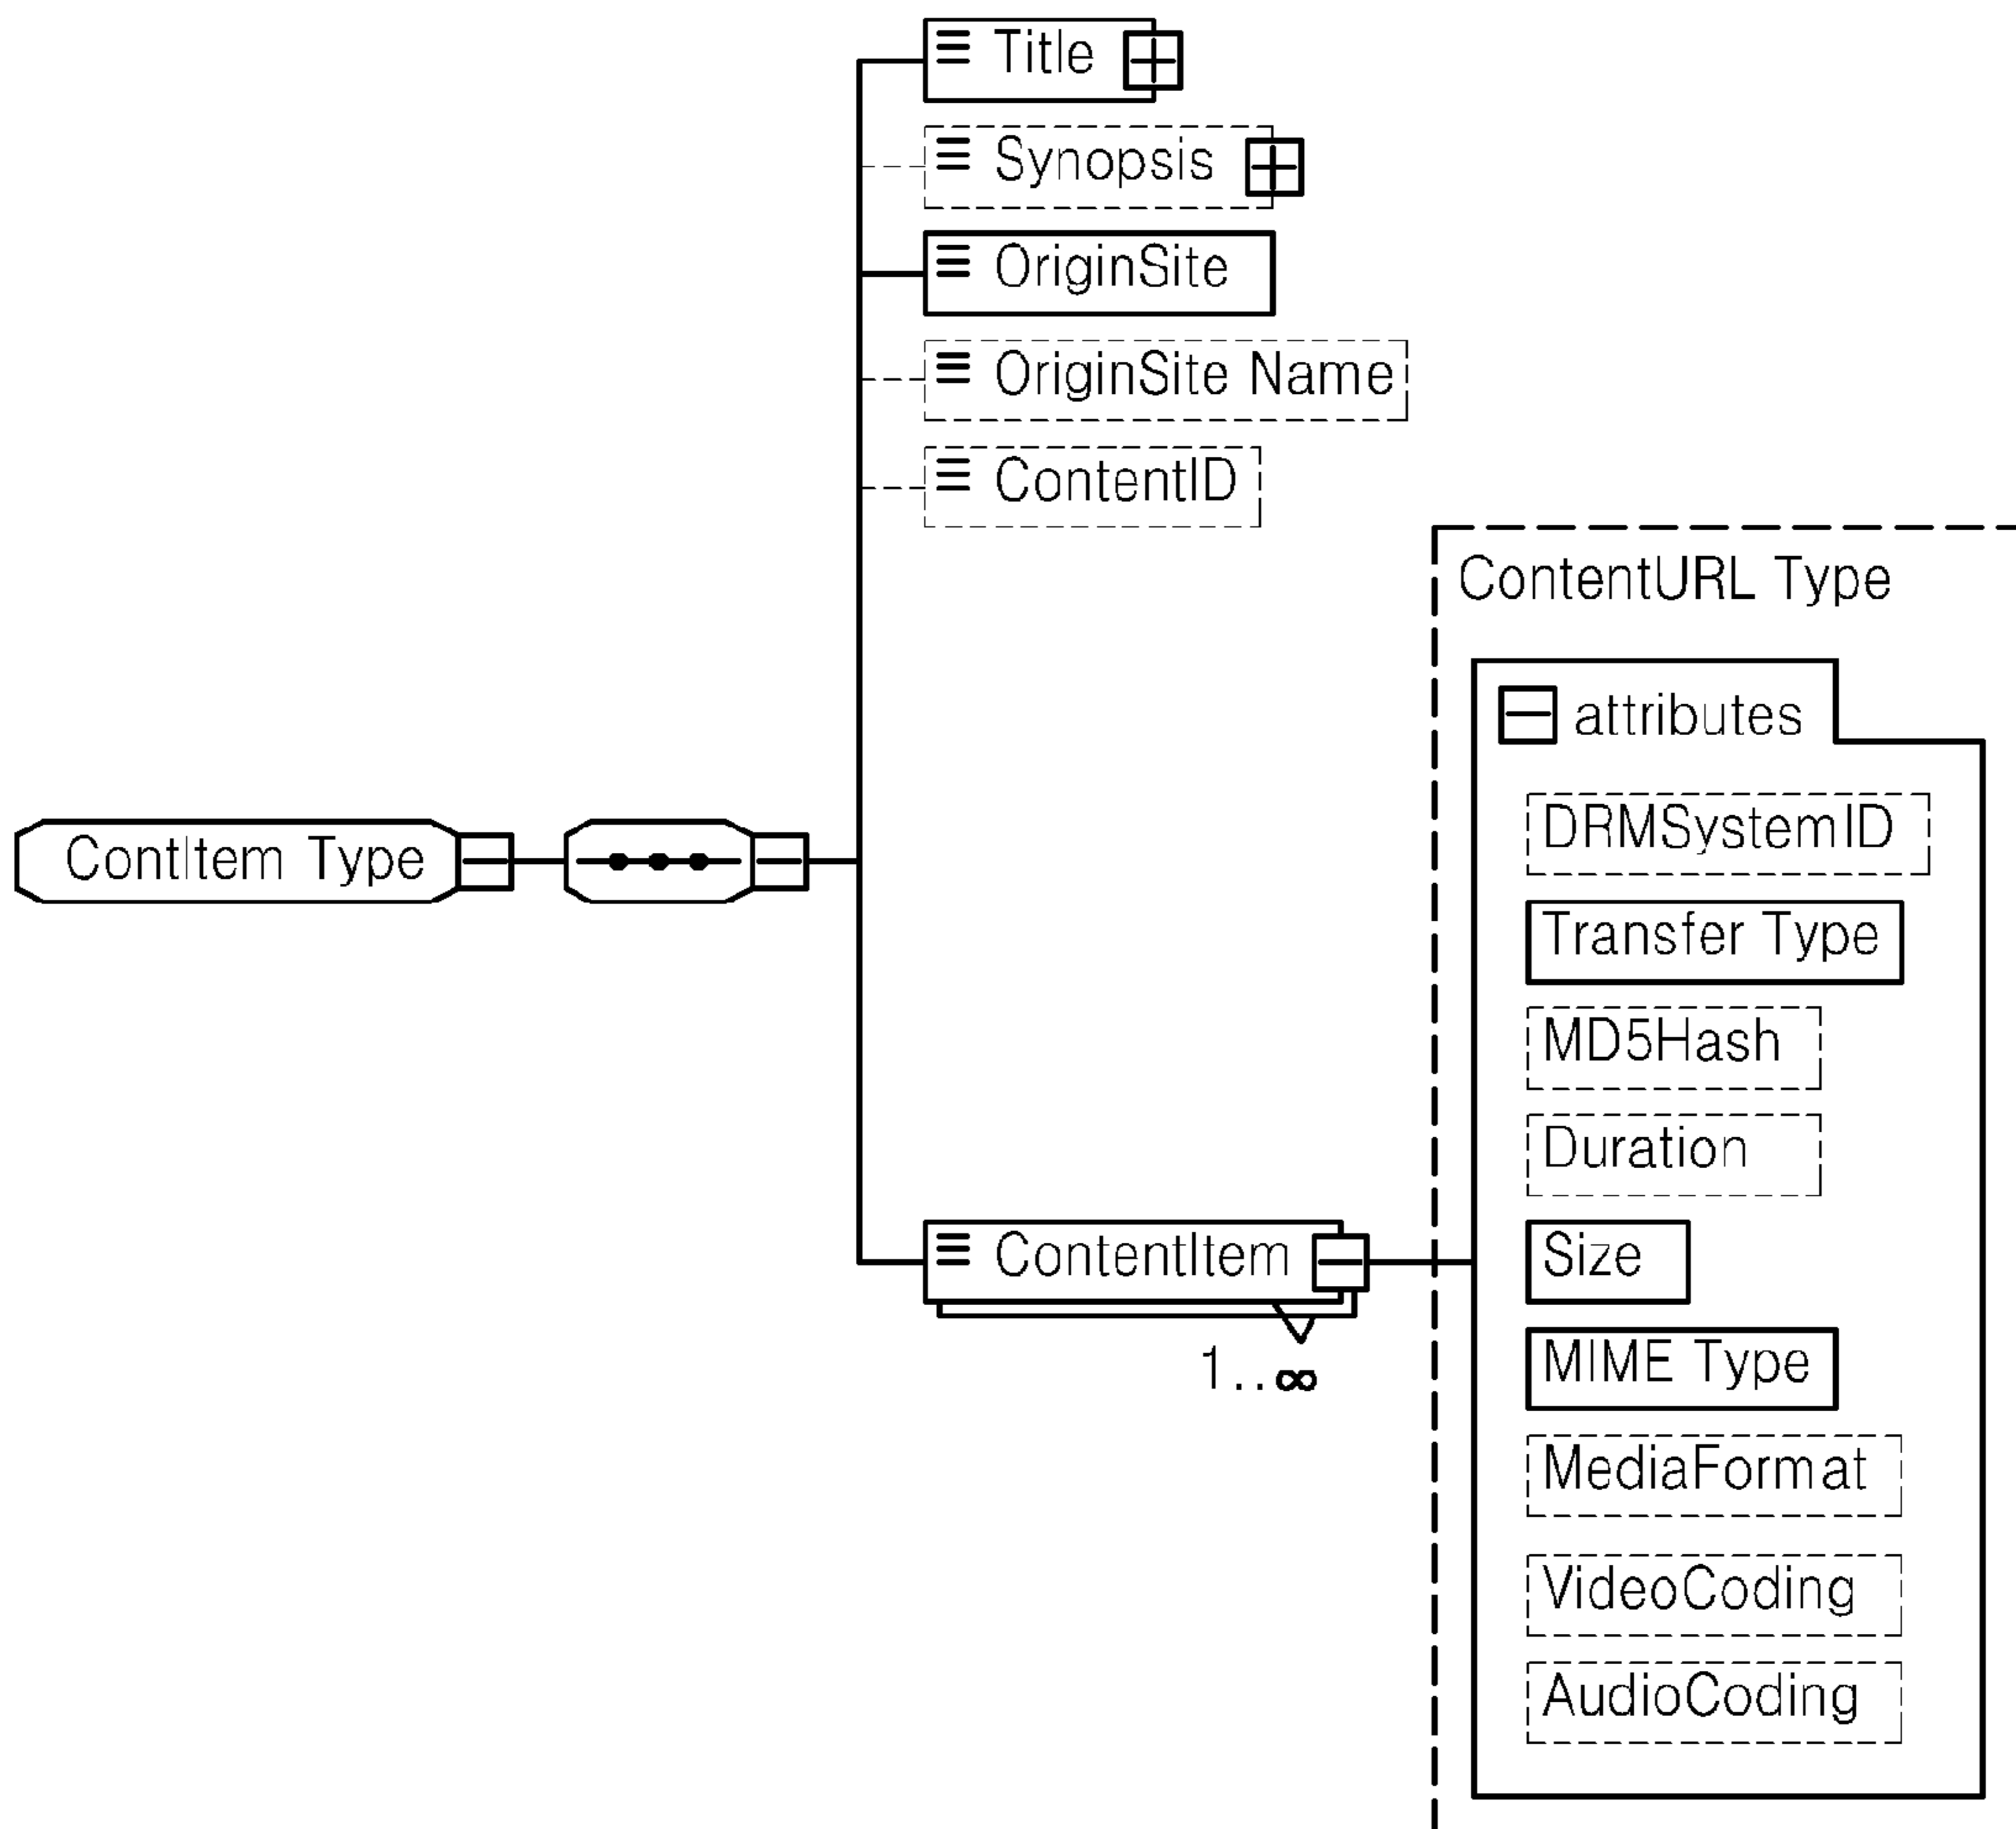 Title
Synopsis
OriginSite
OriginSite Name
ContentID
ContentURL Type
attributes
DRMSystemID
ContItem Type
Transfer Type
MD5Hash
Duration
ContentItem
Size
1..∞
MIME Type
MediaFormat
VideoCoding
AudioCoding